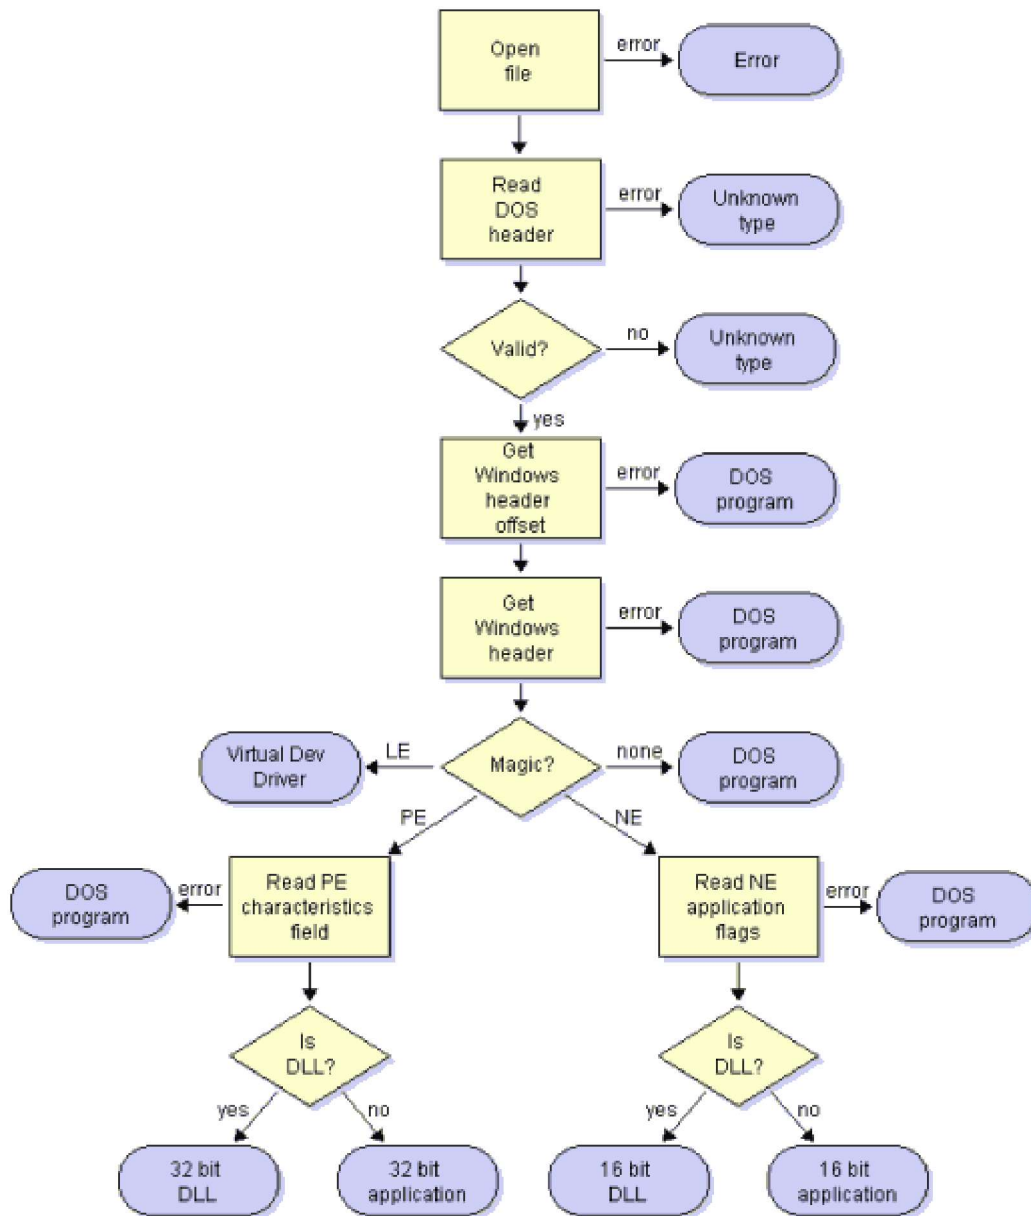 Open
file
error
Error
Read
DOS
header
error
Unknown
type
Valid?
no
Unknown
type
yes
Get
Windows
header
offset
error
DOS
program
Get
Windows
header
error
DOS
program
Virtual Dev
Driver
LE
Magic?
none
DOS
program
PE
NE
DOS
program
error
Read PE
characteristics
field
Read NE
application
flags
error
DOS
program
Is
DLL?
Is
DLL?
yes
no
yes
no
32 bit
DLL
32 bit
application
16 bit
DLL
16 bit
application